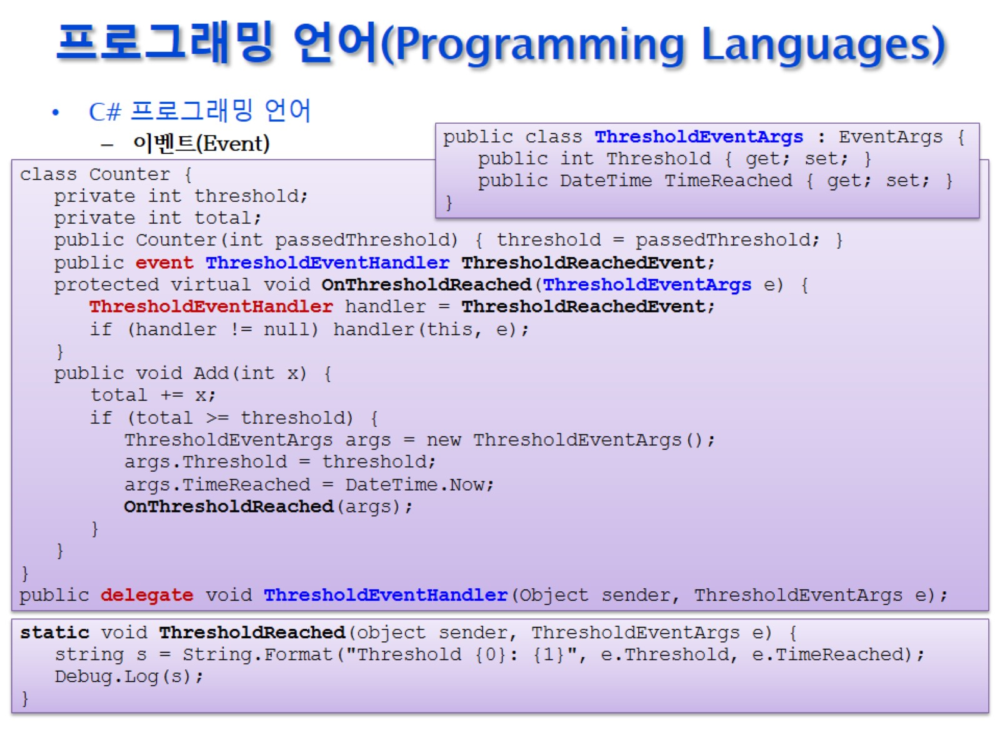 프로그래밍 언어(Programming Languages)
• C# 프로그래밍 언어
– 이벤트(Event)
public class ThresholdEventArgs : EventArgs {
public int Threshold { get; set; }
public DateTime TimeReached { get; set; }
}
class Counter {
private int threshold;
private int total;
public Counter(int passedThreshold) { threshold = passedThreshold; }
public event ThresholdEventHandler ThresholdReachedEvent;
protected virtual void OnThresholdReached(ThresholdEventArgs e) {
ThresholdEventHandler handler = ThresholdReachedEvent;
if (handler != null) handler(this, e);
}
public void Add(int x) {
total += x;
if (total >= threshold) {
ThresholdEventArgs args = new ThresholdEventArgs();
args.Threshold = threshold;
args.TimeReached = DateTime.Now;
OnThresholdReached(args);
}
}
}
public delegate void ThresholdEventHandler(Object sender, ThresholdEventArgs e);
static void ThresholdReached(object sender, ThresholdEventArgs e) {
string s = String.Format("Threshold {0}: {1}", e.Threshold, e.TimeReached);
Debug.Log(s);
}